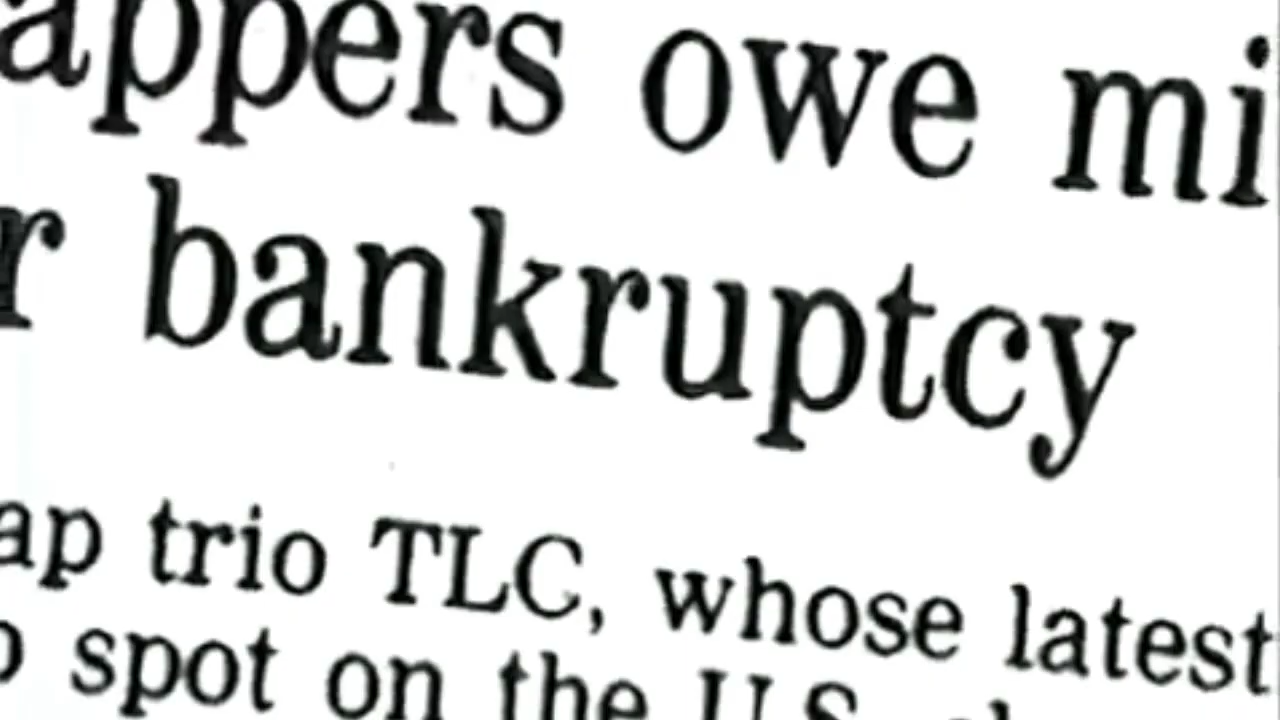 appers owe mi
r bankruptcy
ap trio TLC, whose latest
spot on the U.S.